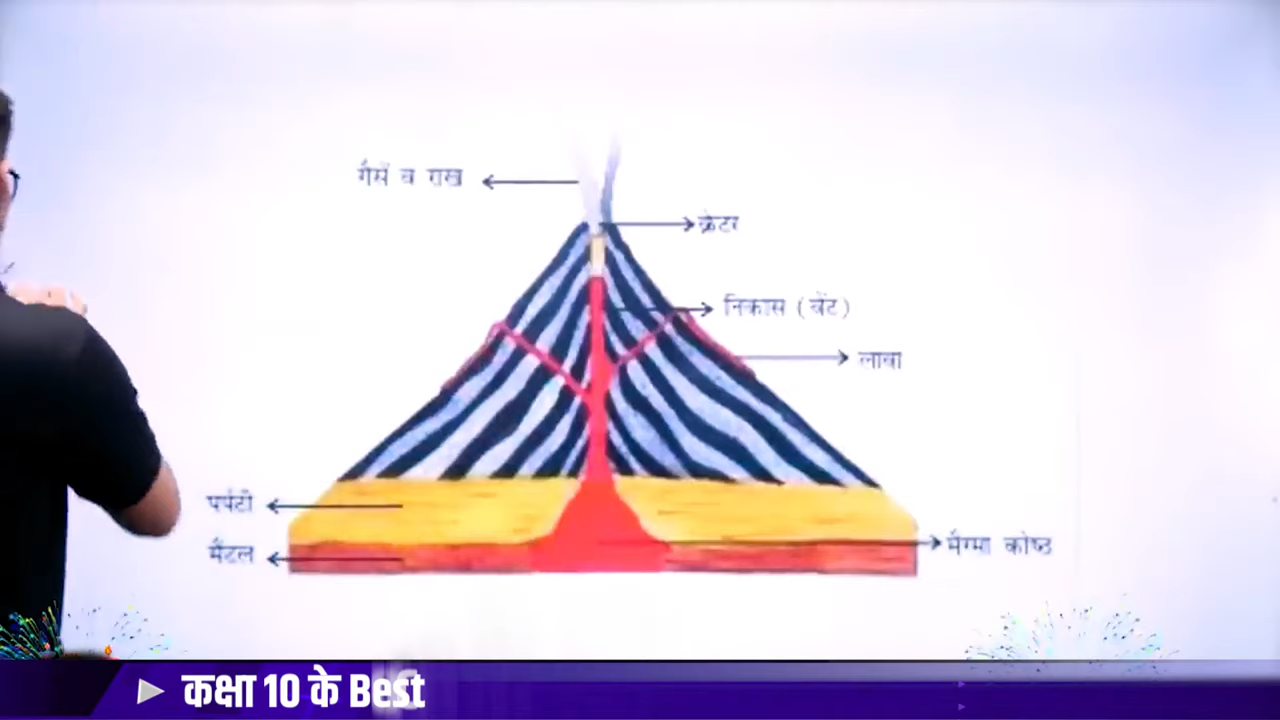 गैसें व राख
क्रेटर
निकास (वेंट)
लावा
पर्पटी
मैंटल
मैग्मा कोष्ठ
कक्षा 10 के Best